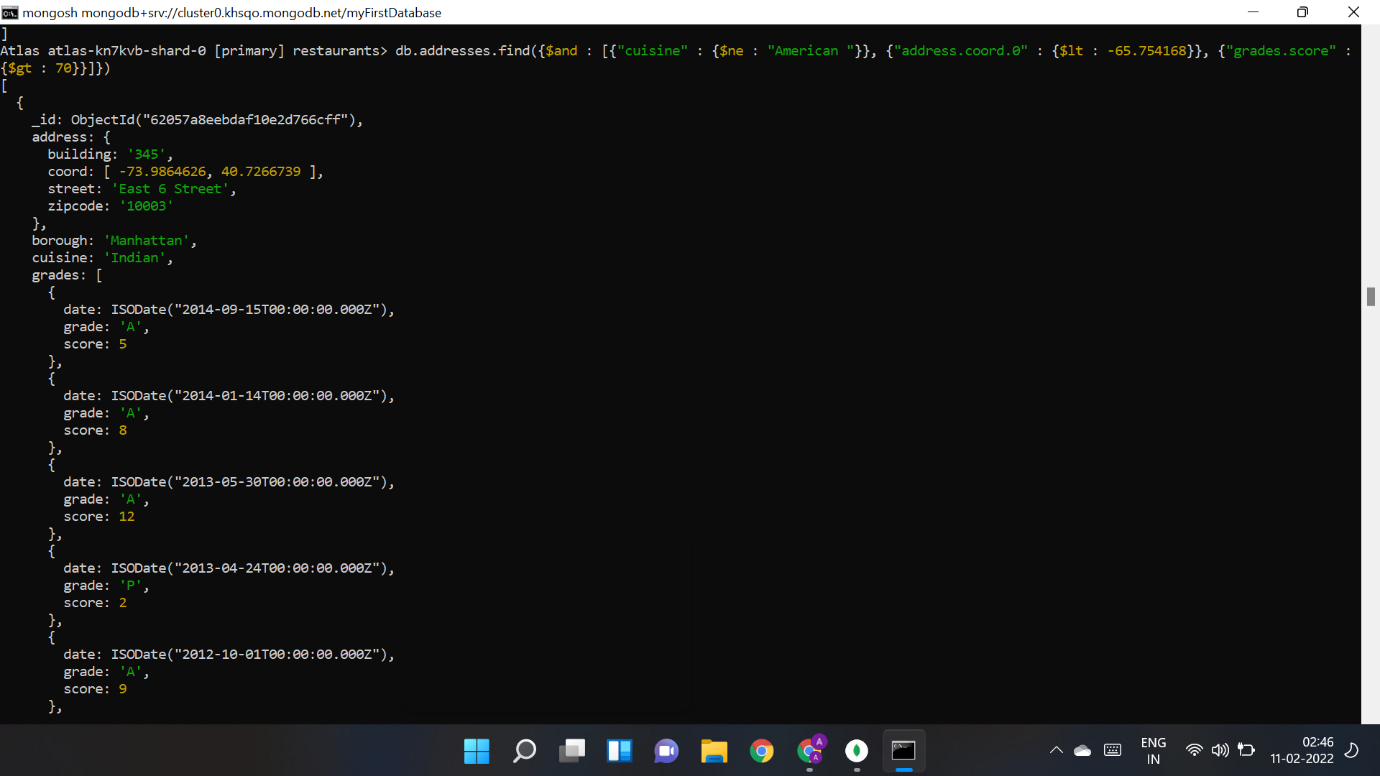 mongosh mongodb+srv://cluster0.khsqo.mongodb.net/myFirstDatabase
]
Atlas atlas-kn7kvb-shard-0 [primary] restaurants> db.addresses.find({$and : [{"cuisine" : {$ne : "American "}}, {"address.coord.0" : {$lt : -65.754168}}, {"grades.score" :
{$gt : 70}}]})
[
  {
    _id: ObjectId("62057a8eebdaf10e2d766cff"),
    address: {
      building: '345',
      coord: [ -73.9864626, 40.7266739 ],
      street: 'East 6 Street',
      zipcode: '10003'
    },
    borough: 'Manhattan',
    cuisine: 'Indian',
    grades: [
      {
        date: ISODate("2014-09-15T00:00:00.000Z"),
        grade: 'A',
        score: 5
      },
      {
        date: ISODate("2014-01-14T00:00:00.000Z"),
        grade: 'A',
        score: 8
      },
      {
        date: ISODate("2013-05-30T00:00:00.000Z"),
        grade: 'A',
        score: 12
      },
      {
        date: ISODate("2013-04-24T00:00:00.000Z"),
        grade: 'P',
        score: 2
      },
      {
        date: ISODate("2012-10-01T00:00:00.000Z"),
        grade: 'A',
        score: 9
      },
A
A
ENG
IN
02:46
11-02-2022